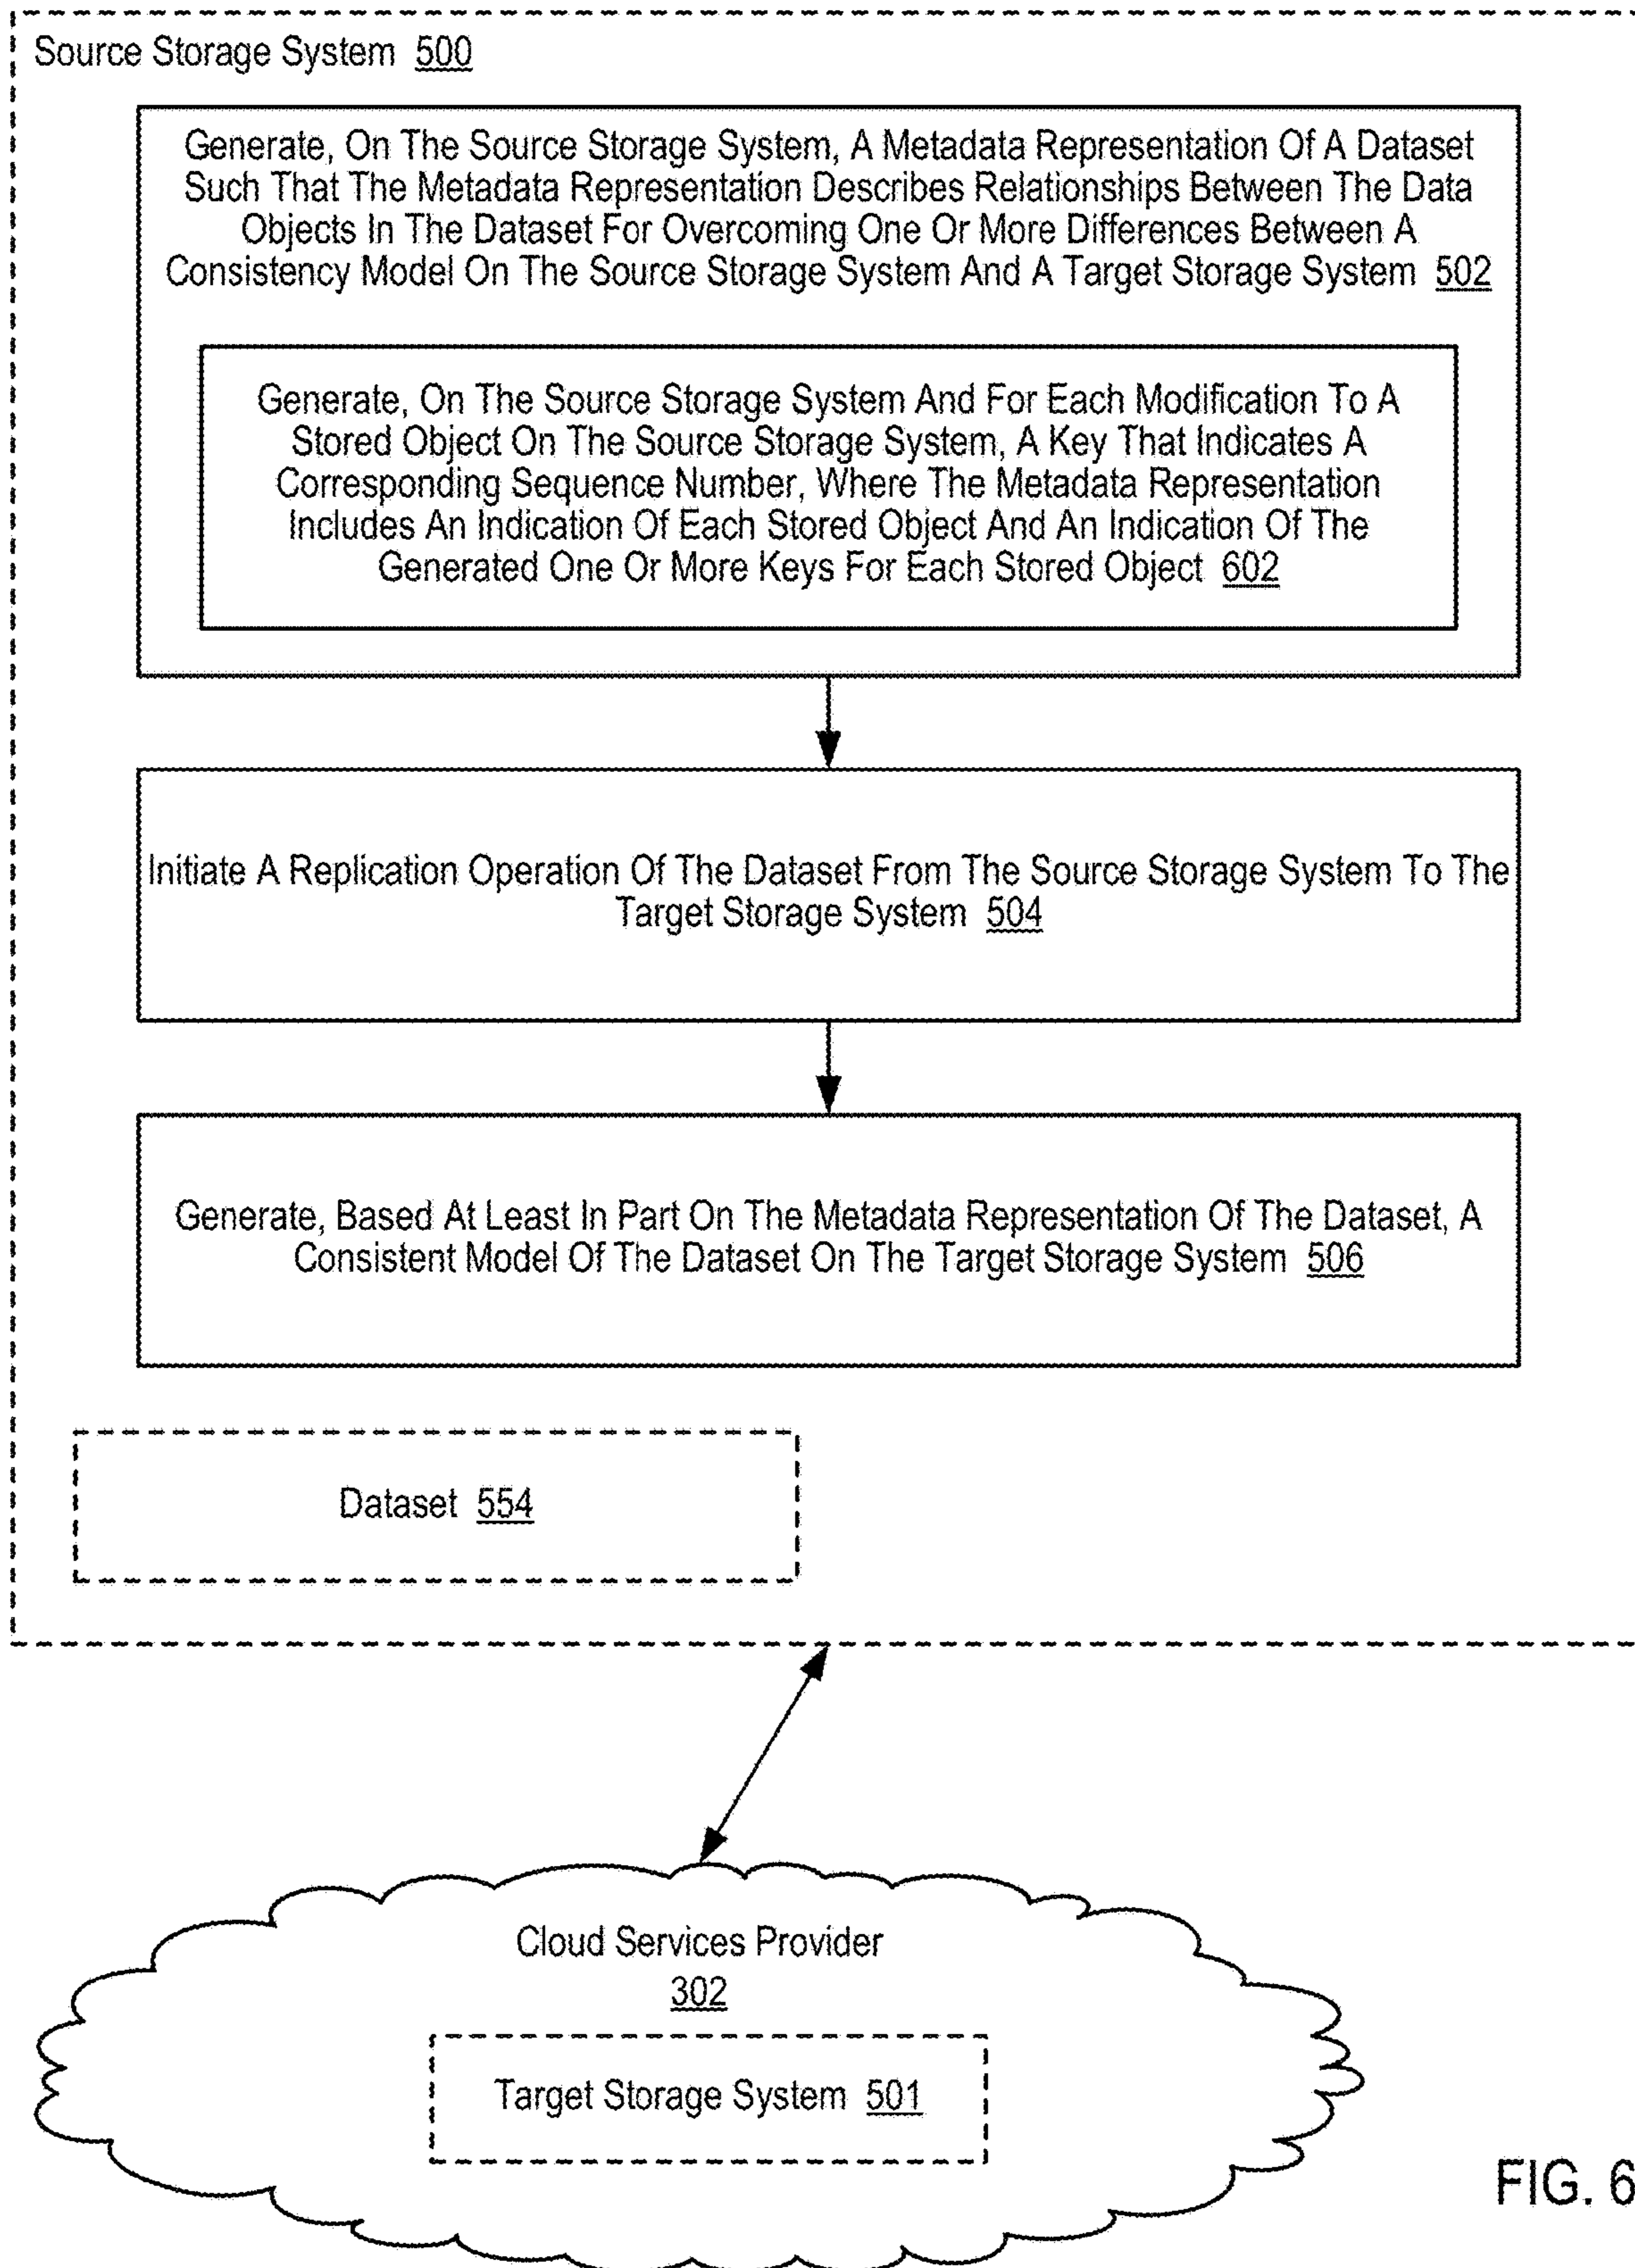 Source Storage System 500
Generate, On The Source Storage System, A Metadata Representation Of A Dataset
Such That The Metadata Representation Describes Relationships Between The Data
Objects In The Dataset For Overcoming One Or More Differences Between A
Consistency Model On The Source Storage System And A Target Storage System 502
Generate, On The Source Storage System And For Each Modification To A
Stored Object On The Source Storage System, A Key That Indicates A
Corresponding Sequence Number, Where The Metadata Representation
Includes An Indication Of Each Stored Object And An Indication Of The
Generated One Or More Keys For Each Stored Object 602
Initiate A Replication Operation Of The Dataset From The Source Storage System To The
Target Storage System 504
Generate, Based At Least In Part On The Metadata Representation Of The Dataset, A
Consistent Model Of The Dataset On The Target Storage System 506
Dataset 554
Cloud Services Provider
302
Target Storage System 501
FIG. 6